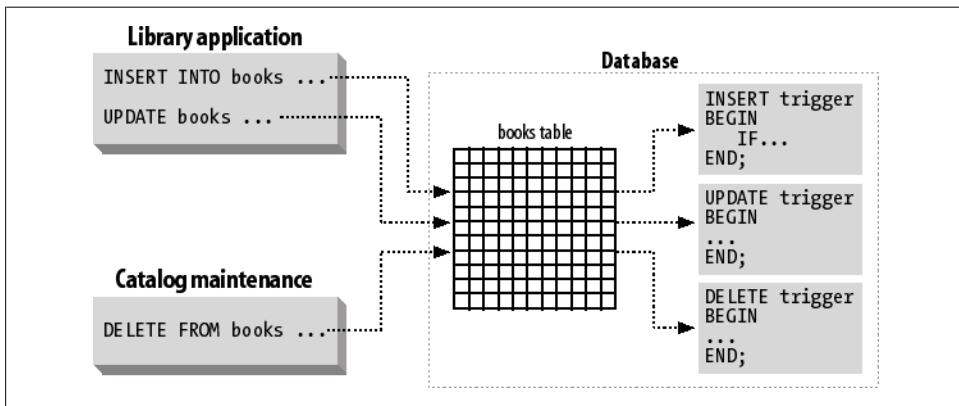 Library application
INSERT INTO books ...
UPDATE books ...
Catalog maintenance
DELETE FROM books ...
Database
books table
INSERT trigger
BEGIN
IF...
END;
UPDATE trigger
BEGIN
...
END;
DELETE trigger
BEGIN
...
END;